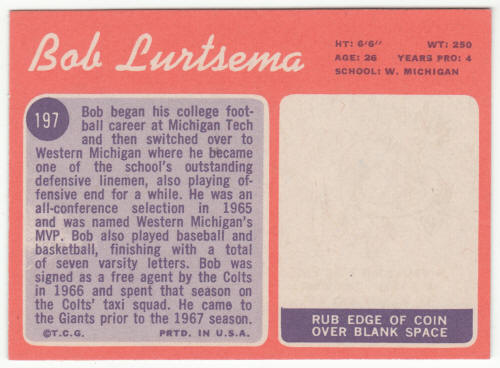 Bob Lurtsema
HT: 6'6" WT: 250
AGE: 26 YEARS PRO: 4
SCHOOL: W. MICHIGAN
197
Bob began his college foot-
ball career at Michigan Tech
and then switched over to
Western Michigan where he became
one of the school's outstanding
defensive linemen, also playing of-
fensive end for a while. He was an
all-conference selection in 1965
and was named Western Michigan's
MVP. Bob also played baseball and
basketball, finishing with a total
of seven varsity letters. Bob was
signed as a free agent by the Colts
in 1966 and spent that season on
the Colts' taxi squad. He came to
the Giants prior to the 1967 season.
©T.C.G. PRTD. IN U.S.A.
RUB EDGE OF COIN
OVER BLANK SPACE